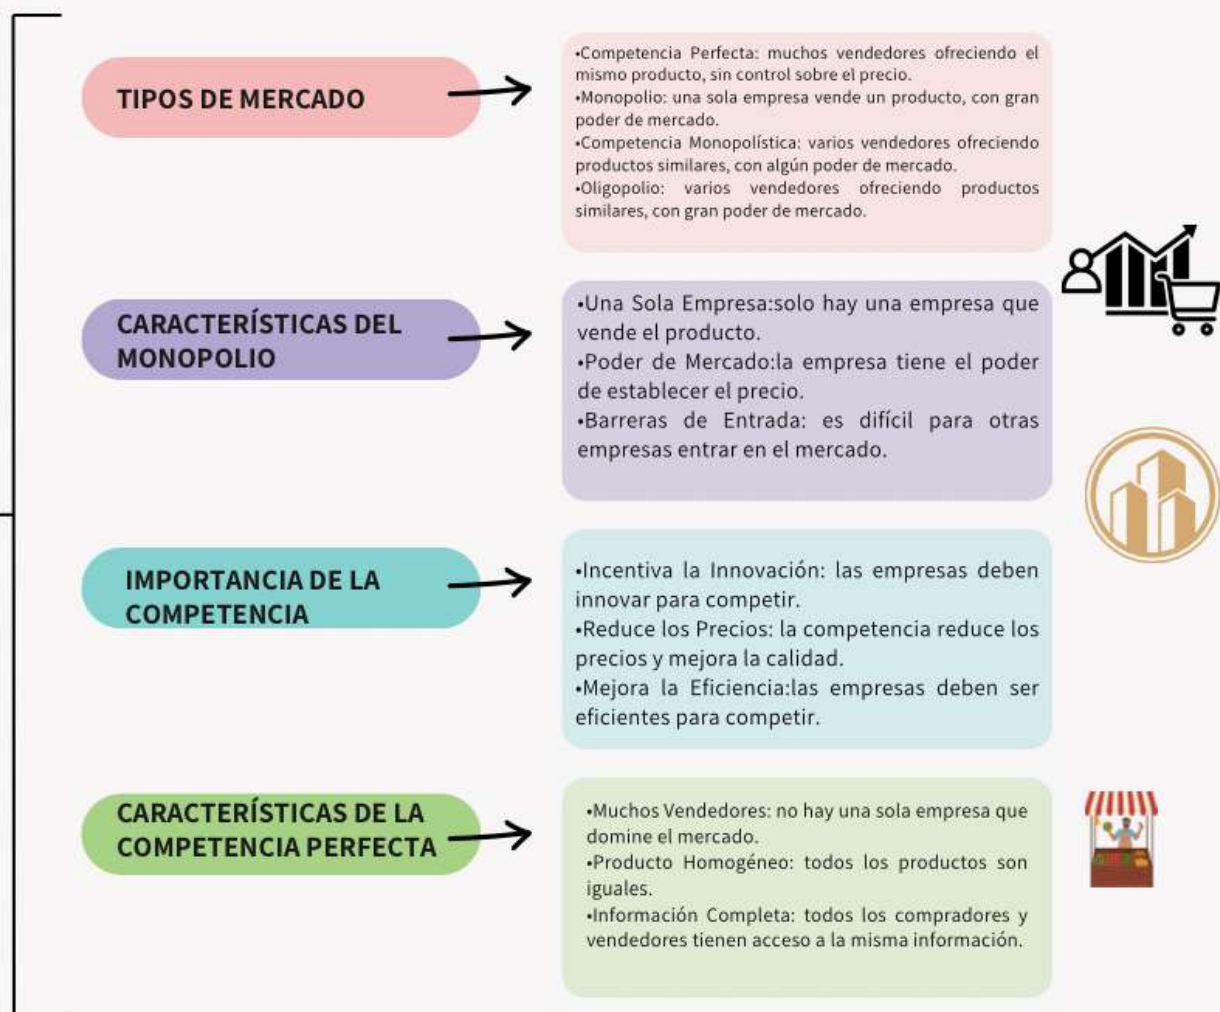 TIPOS DE MERCADO
•Competencia Perfecta: muchos vendedores ofreciendo el
mismo producto, sin control sobre el precio.
•Monopolio: una sola empresa vende un producto, con gran
poder de mercado.
•Competencia Monopolística: varios vendedores ofreciendo
productos similares, con algún poder de mercado.
•Oligopolio: varios vendedores ofreciendo productos
similares, con gran poder de mercado.
CARACTERÍSTICAS DEL
MONOPOLIO
•Una Sola Empresa:solo hay una empresa que
vende el producto.
•Poder de Mercado:la empresa tiene el poder
de establecer el precio.
•Barreras de Entrada: es difícil para otras
empresas entrar en el mercado.
IMPORTANCIA DE LA
COMPETENCIA
•Incentiva la Innovación: las empresas deben
innovar para competir.
•Reduce los Precios: la competencia reduce los
precios y mejora la calidad.
•Mejora la Eficiencia:las empresas deben ser
eficientes para competir.
CARACTERÍSTICAS DE LA
COMPETENCIA PERFECTA
•Muchos Vendedores: no hay una sola empresa que
domine el mercado.
•Producto Homogéneo: todos los productos son
iguales.
•Información Completa: todos los compradores y
vendedores tienen acceso a la misma información.